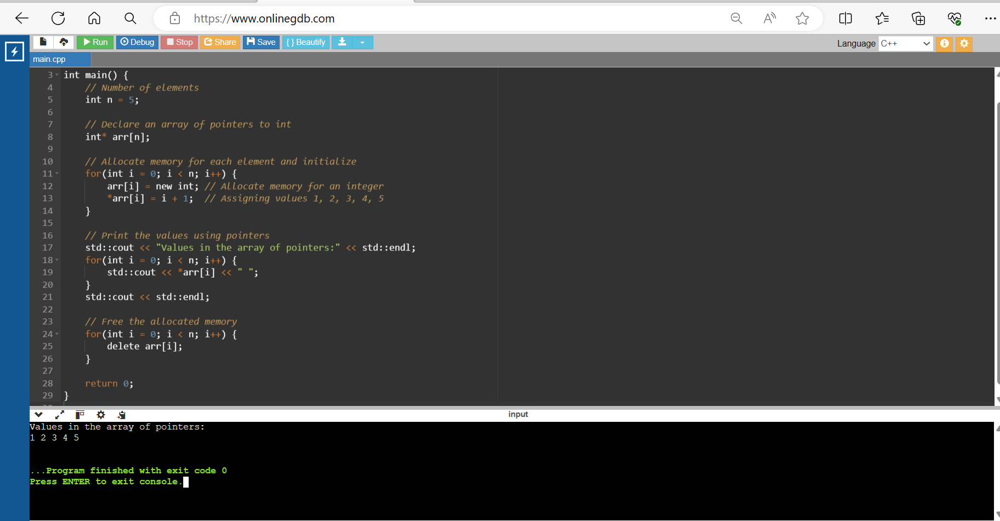 https://www.onlinegdb.com
Run Debug Stop Share Save { } Beautify Language C++
main.cpp
3 int main() {
4     // Number of elements
5     int n = 5;
6
7     // Declare an array of pointers to int
8     int* arr[n];
9
10     // Allocate memory for each element and initialize
11     for(int i = 0; i < n; i++) {
12         arr[i] = new int; // Allocate memory for an integer
13         *arr[i] = i + 1;  // Assigning values 1, 2, 3, 4, 5
14     }
15
16     // Print the values using pointers
17     std::cout << "Values in the array of pointers:" << std::endl;
18     for(int i = 0; i < n; i++) {
19         std::cout << *arr[i] << " ";
20     }
21     std::cout << std::endl;
22
23     // Free the allocated memory
24     for(int i = 0; i < n; i++) {
25         delete arr[i];
26     }
27
28     return 0;
29 }
input
Values in the array of pointers:
1 2 3 4 5
...Program finished with exit code 0
Press ENTER to exit console.